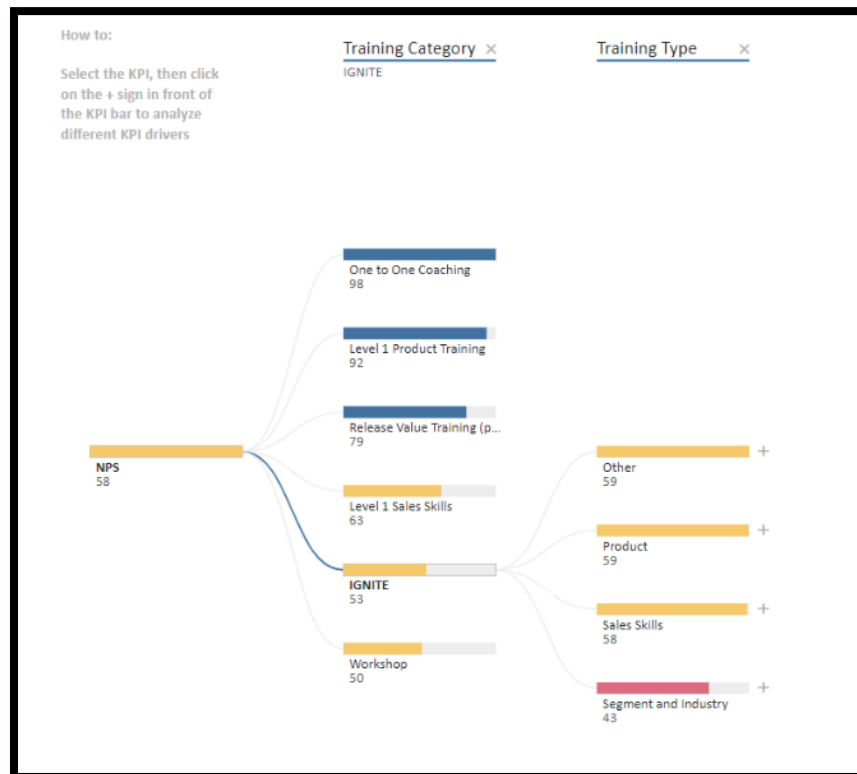 How to:
Select the KPI, then click
on the + sign in front of
the KPI bar to analyze
different KPI drivers
Training Category ×
IGNITE
Training Type ×
NPS
58
One to One Coaching
98
Level 1 Product Training
92
Release Value Training (p...
79
Level 1 Sales Skills
63
IGNITE
53
Workshop
50
Other
59
+
Product
59
+
Sales Skills
58
+
Segment and Industry
43
+